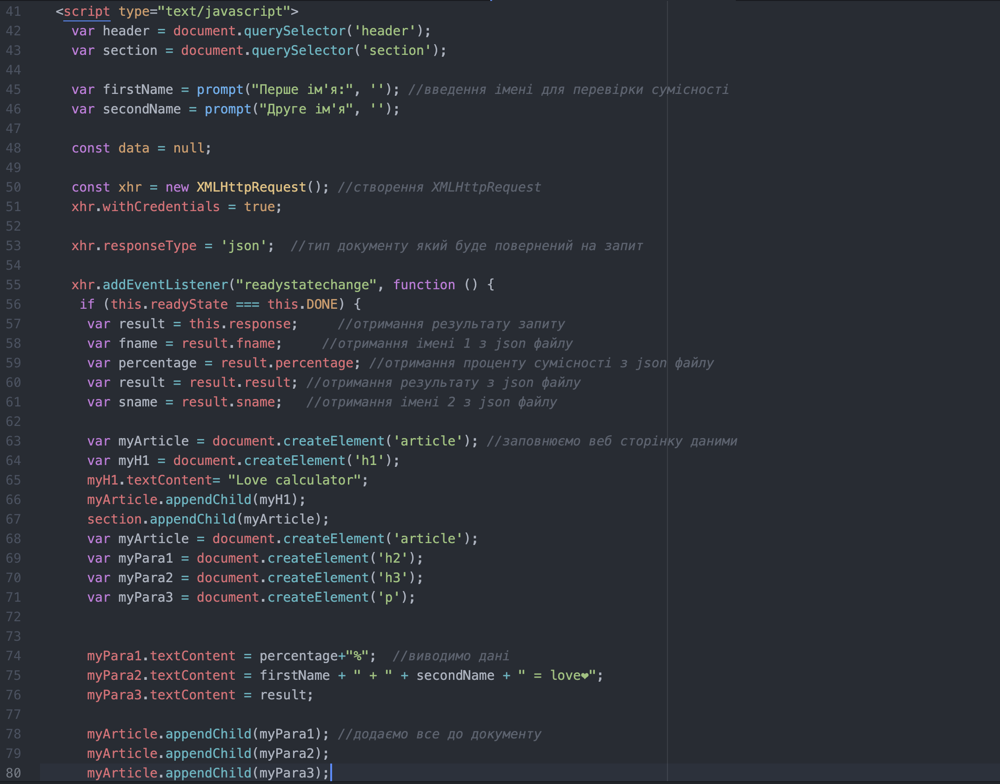 41 <script type="text/javascript">
42 var header = document.querySelector('header');
43 var section = document.querySelector('section');
44
45 var firstName = prompt("Перше ім'я:", ''); //введення імені для перевірки сумісності
46 var secondName = prompt("Друге ім'я", '');
47
48 const data = null;
49
50 const xhr = new XMLHttpRequest(); //створення XMLHttpRequest
51 xhr.withCredentials = true;
52
53 xhr.responseType = 'json';  //тип документу який буде повернений на запит
54
55 xhr.addEventListener("readystatechange", function () {
56 if (this.readyState === this.DONE) {
57 var result = this.response;     //отримання результату запиту
58 var fname = result.fname;     //отримання імені 1 з json файлу
59 var percentage = result.percentage; //отримання проценту сумісності з json файлу
60 var result = result.result; //отримання результату з json файлу
61 var sname = result.sname;   //отримання імені 2 з json файлу
62
63 var myArticle = document.createElement('article'); //заповнюємо веб сторінку даними
64 var myH1 = document.createElement('h1');
65 myH1.textContent= "Love calculator";
66 myArticle.appendChild(myH1);
67 section.appendChild(myArticle);
68 var myArticle = document.createElement('article');
69 var myPara1 = document.createElement('h2');
70 var myPara2 = document.createElement('h3');
71 var myPara3 = document.createElement('p');
72
73
74 myPara1.textContent = percentage+"%";  //виводимо дані
75 myPara2.textContent = firstName + " + " + secondName + " = love❤";
76 myPara3.textContent = result;
77
78 myArticle.appendChild(myPara1); //додаємо все до документу
79 myArticle.appendChild(myPara2);
80 myArticle.appendChild(myPara3);